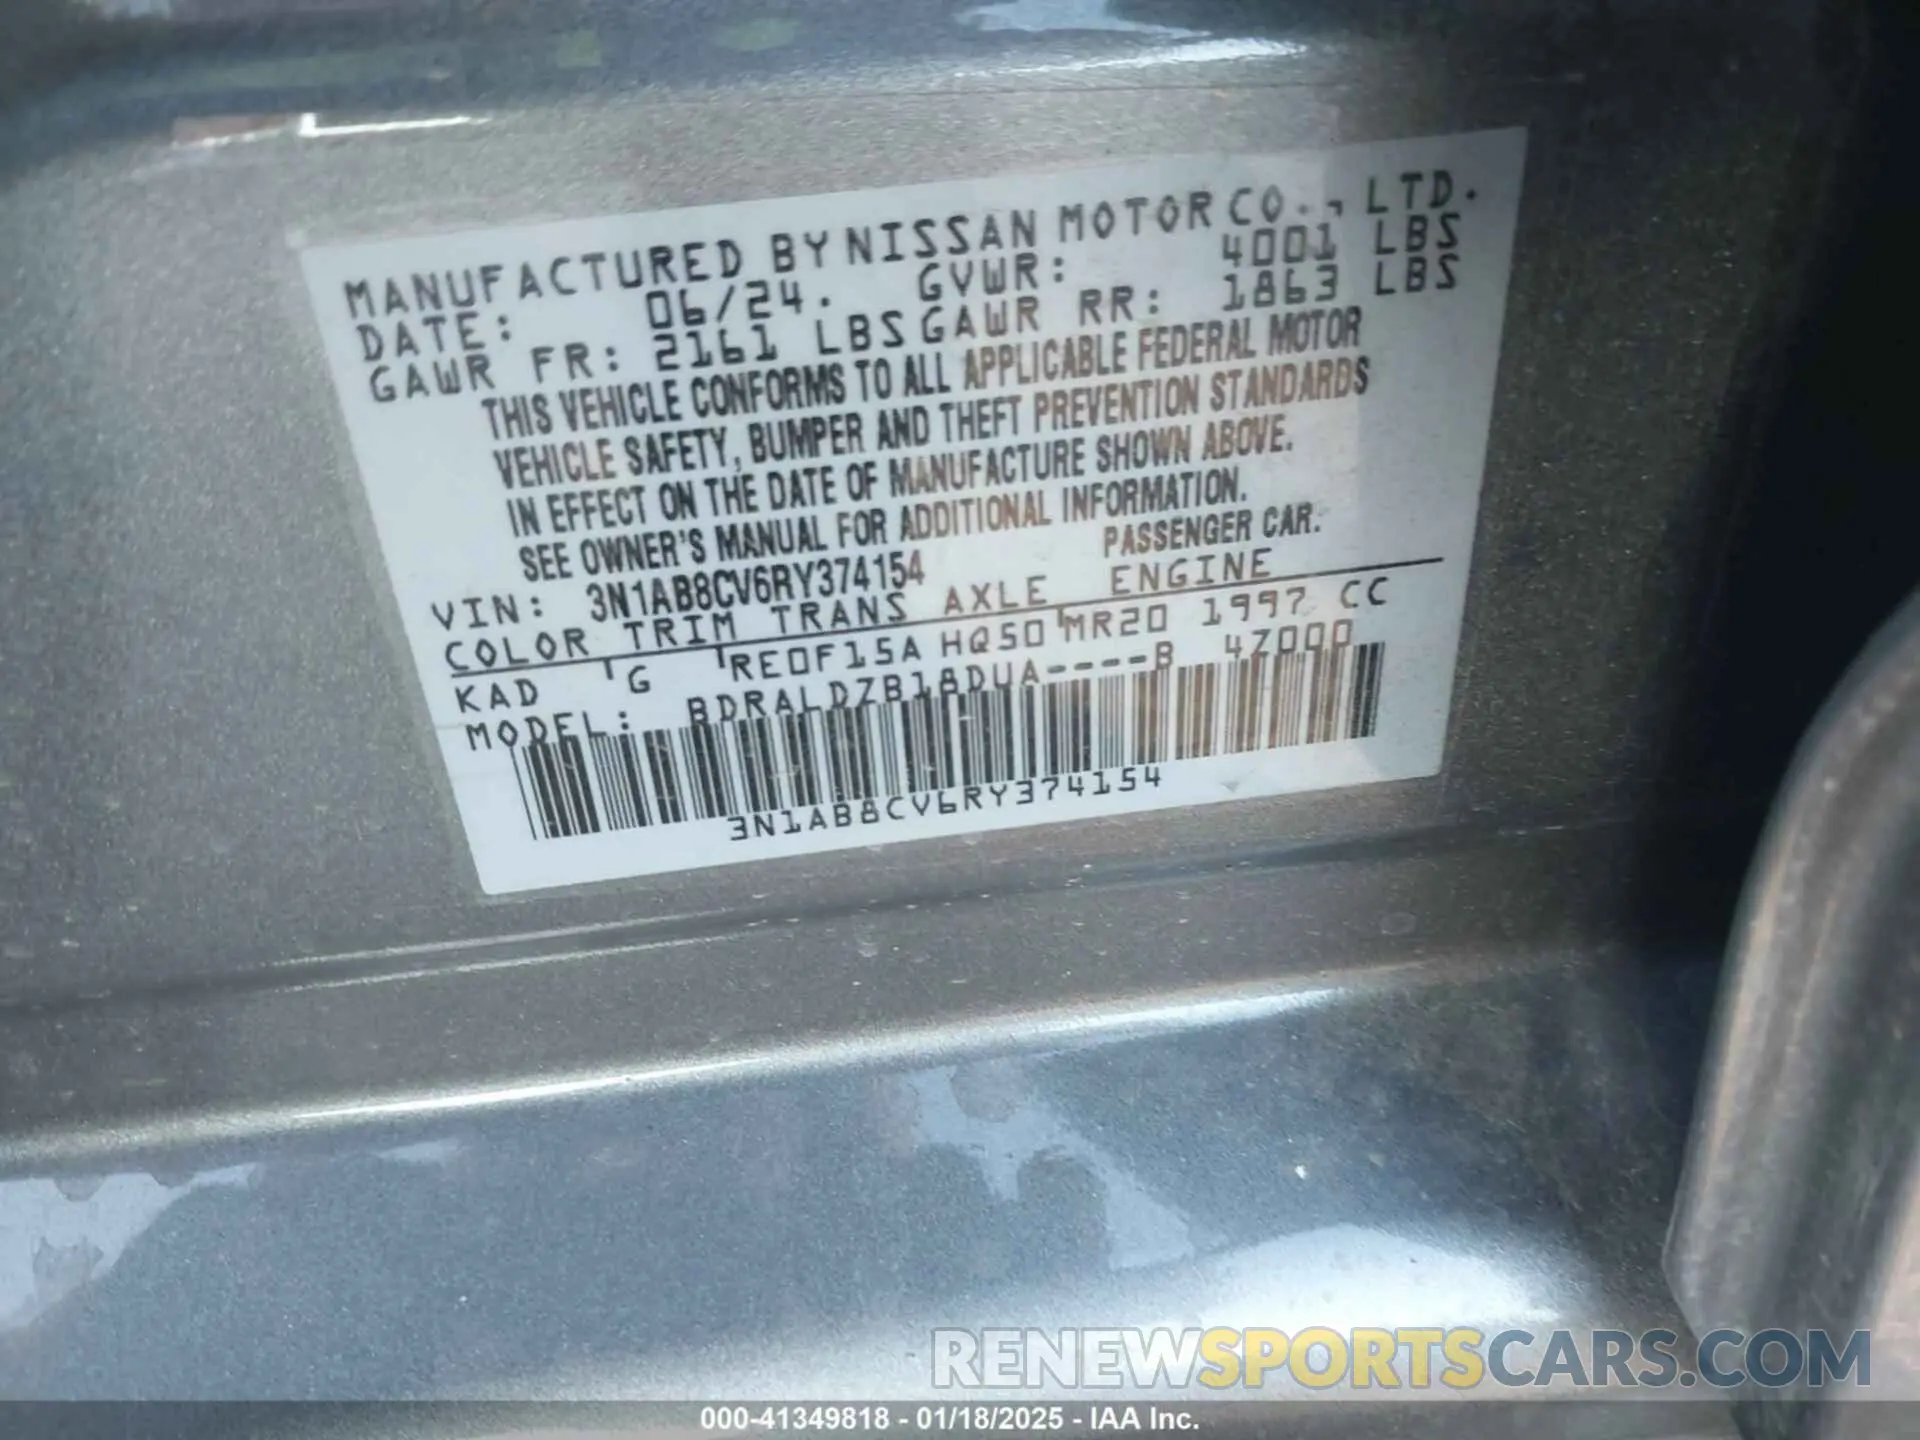 MANUFACTURED BY NISSAN MOTOR CO., LTD.
DATE: 06/24. GVWR: 4001 LBS
GAWR FR: 2161 LBS GAWR RR: 1863 LBS
THIS VEHICLE CONFORMS TO ALL APPLICABLE FEDERAL MOTOR
VEHICLE SAFETY, BUMPER AND THEFT PREVENTION STANDARDS
IN EFFECT ON THE DATE OF MANUFACTURE SHOWN ABOVE.
SEE OWNER'S MANUAL FOR ADDITIONAL INFORMATION.
VIN: 3N1AB8CV6RY374154 PASSENGER CAR.
COLOR TRIM TRANS AXLE ENGINE
KAD G RE0F15A HQ50 MR20 1997 CC
MODEL: BDRALDZB18DUA----B 4Z000
3N1AB8CV6RY374154
RENEWSPORTSCARS.COM
000-41349818 - 01/18/2025 - IAA Inc.